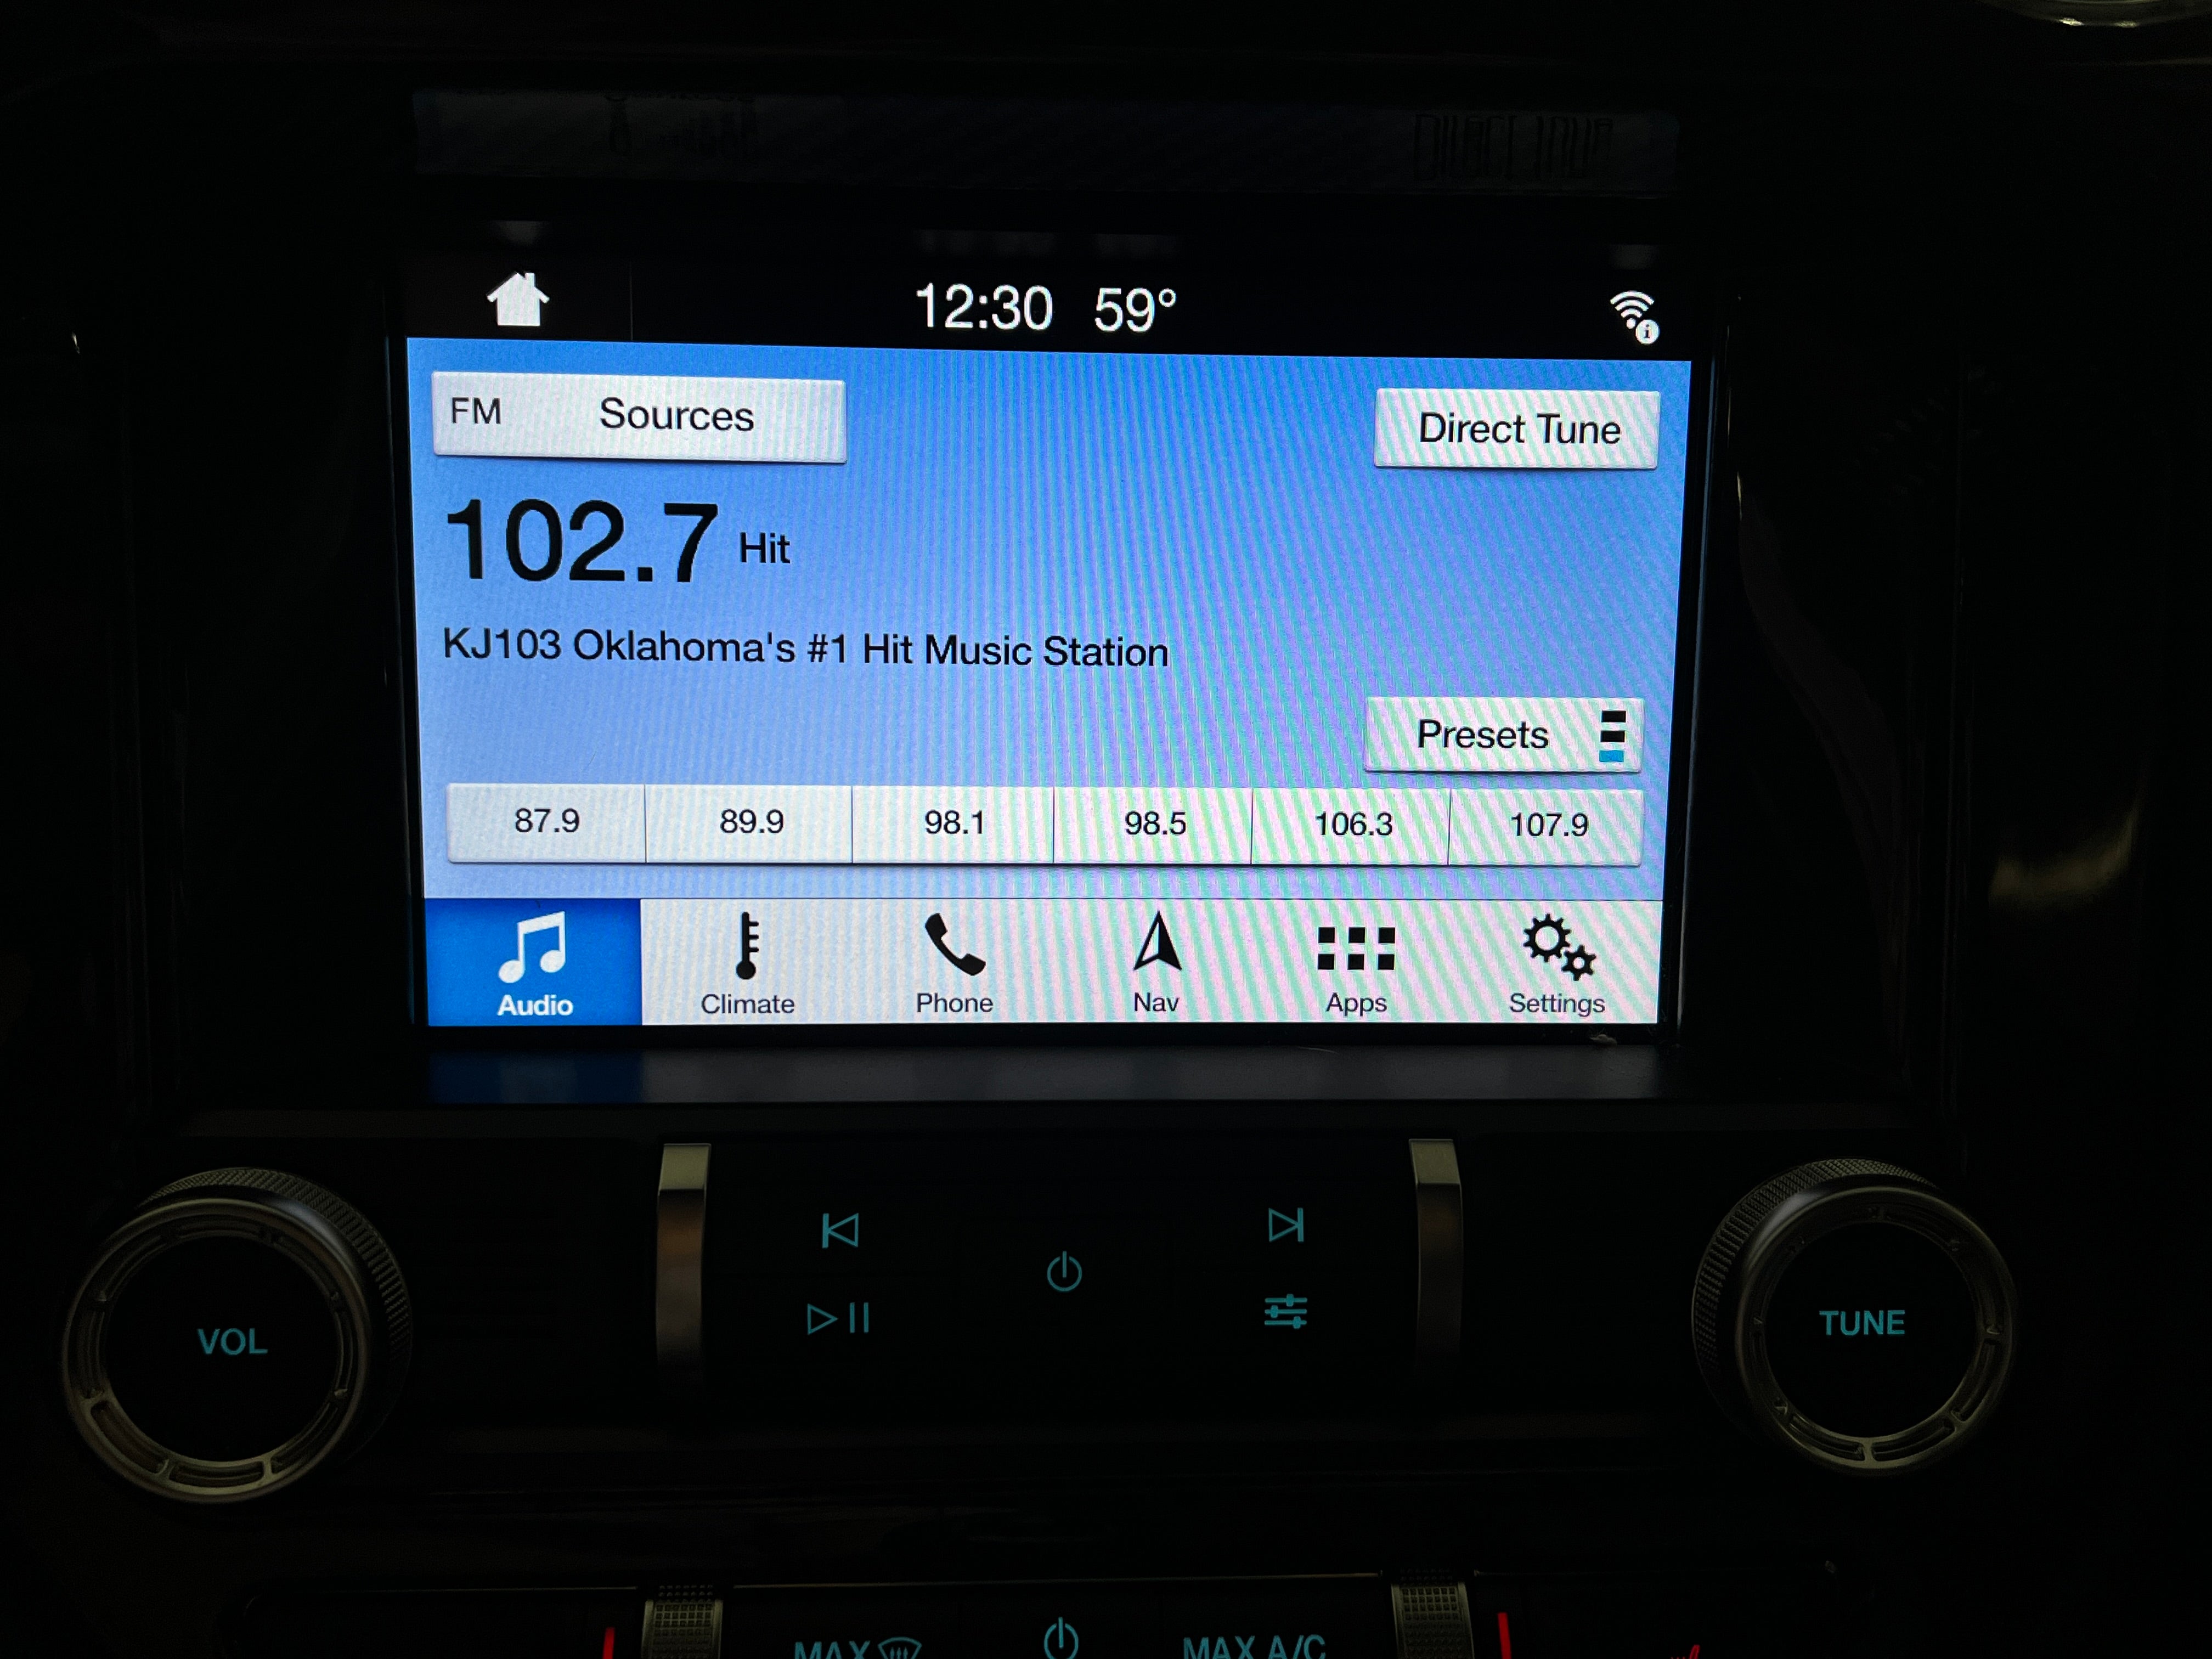 12:30 59°
FM Sources
Direct Tune
102.7 Hit
KJ103 Oklahoma's #1 Hit Music Station
Presets
87.9 89.9 98.1 98.5 106.3 107.9
Audio Climate Phone Nav Apps Settings
VOL
TUNE
MAX MAX A/C